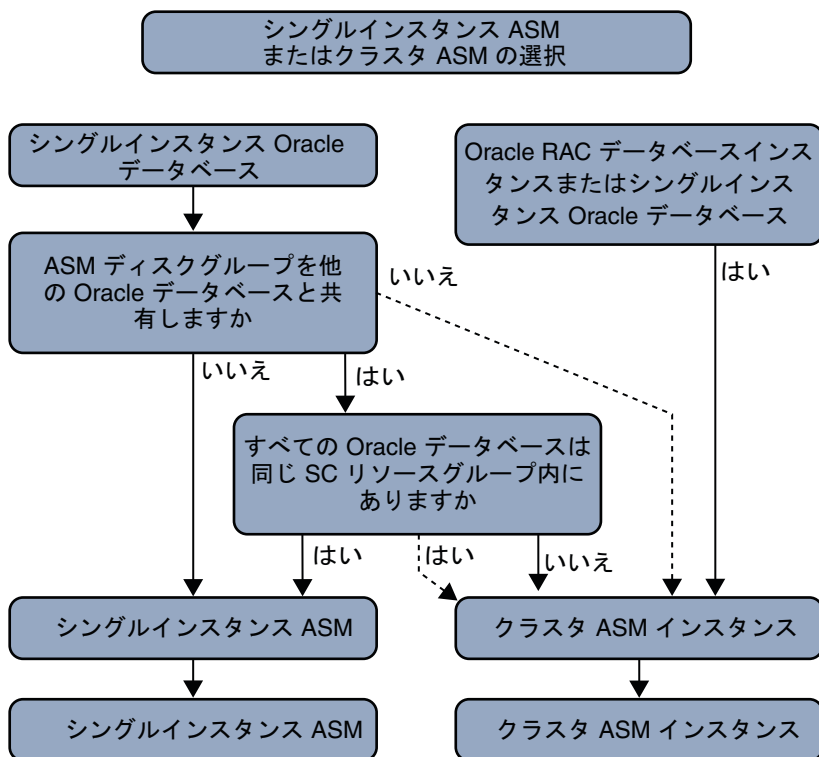 シングルインスタンス ASM
またはクラスタ ASM の選択
シングルインスタンス Oracle
データベース
Oracle RAC データベースインス
タンスまたはシングルインス
タンス Oracle データベース
ASM ディスクグループを他
の Oracle データベースと共
有しますか
いいえ
はい
いいえ
はい
すべての Oracle データベースは
同じ SC リソースグループ内に
ありますか
はい
はい
いいえ
シングルインスタンス ASM
クラスタ ASM インスタンス
シングルインスタンス ASM
クラスタ ASM インスタンス